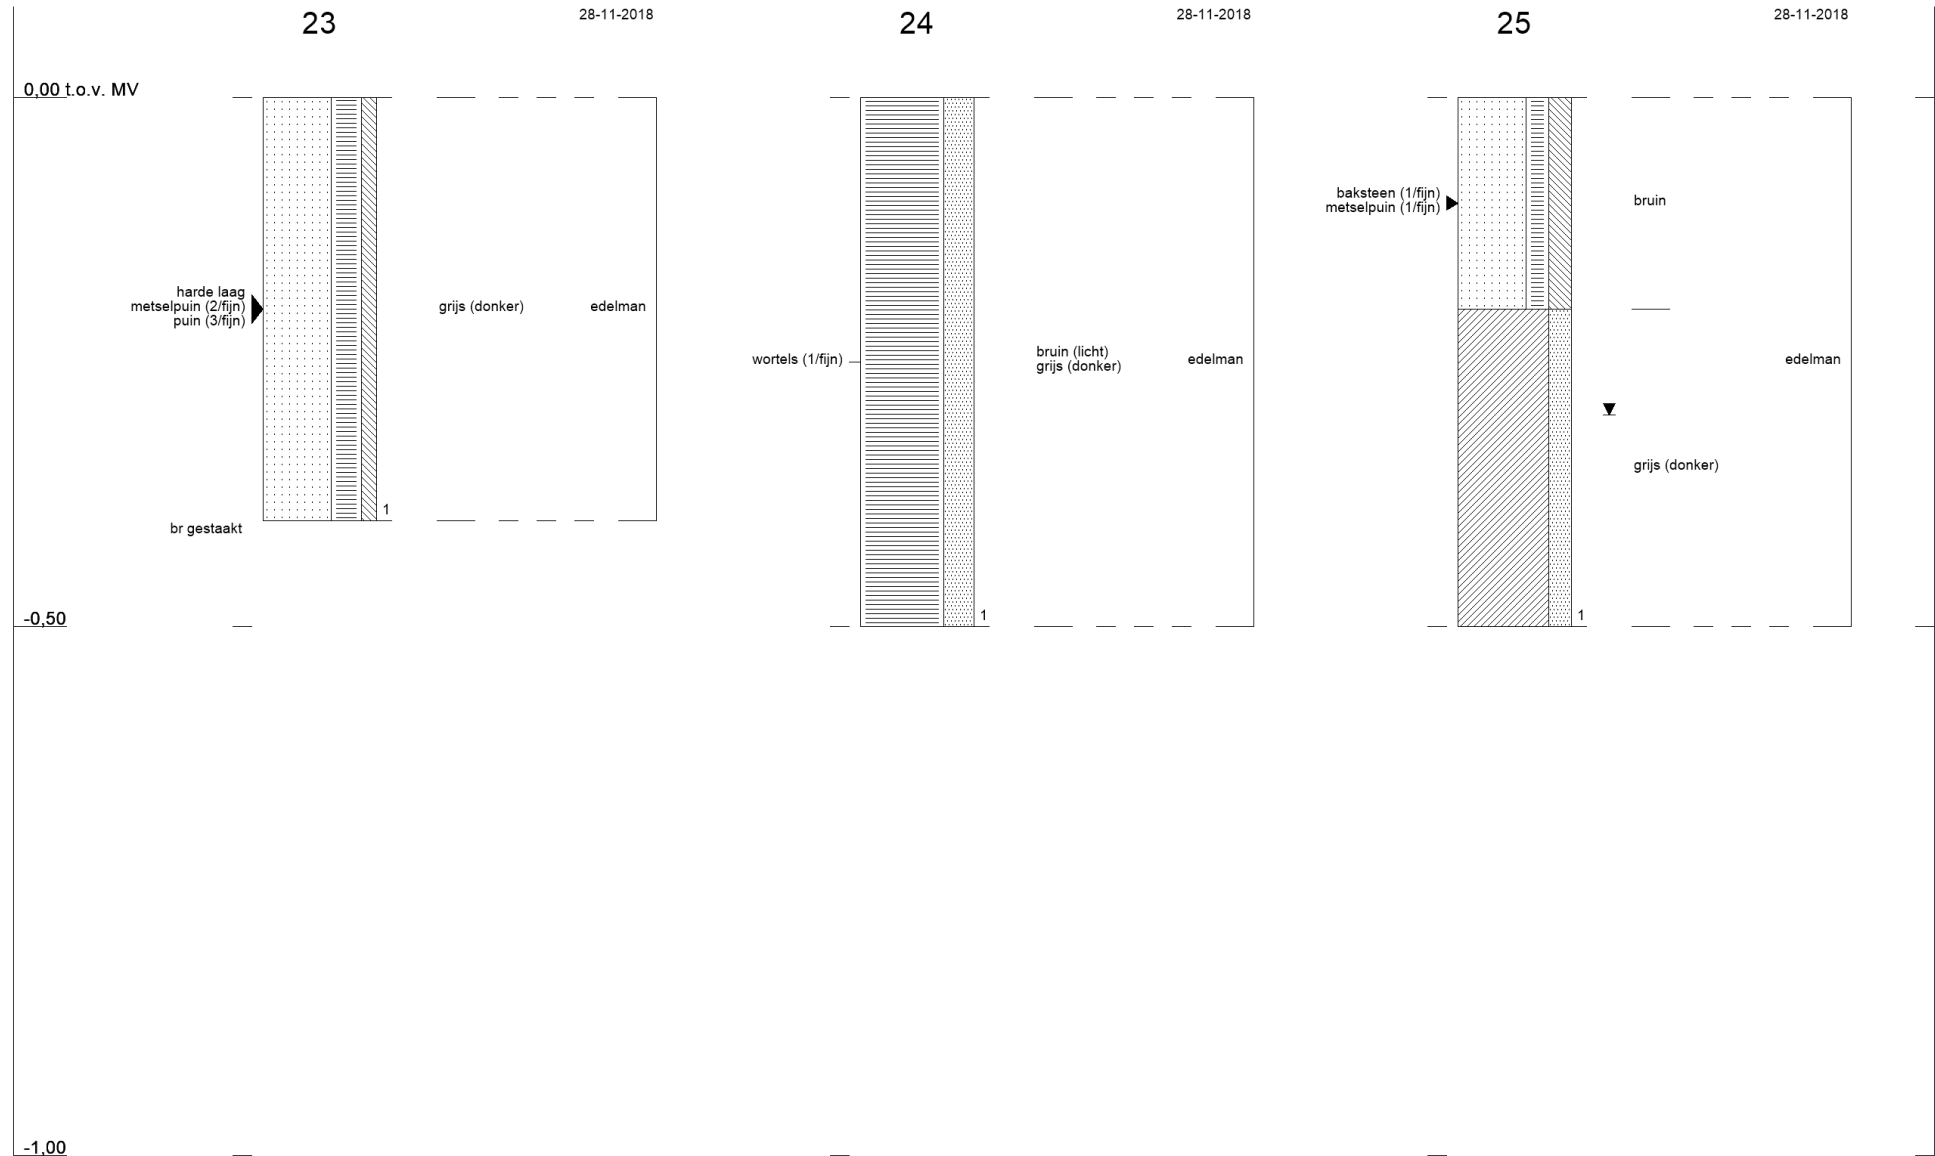 23
28-11-2018
24
28-11-2018
25
28-11-2018
0,00 t.o.v. MV
harde laag
metselpuin (2/fijn)
puin (3/fijn)
grijs (donker)
edelman
1
br gestaakt
wortels (1/fijn)
bruin (licht)
grijs (donker)
edelman
1
baksteen (1/fijn)
metselpuin (1/fijn)
bruin
edelman
grijs (donker)
1
-0,50
-1,00